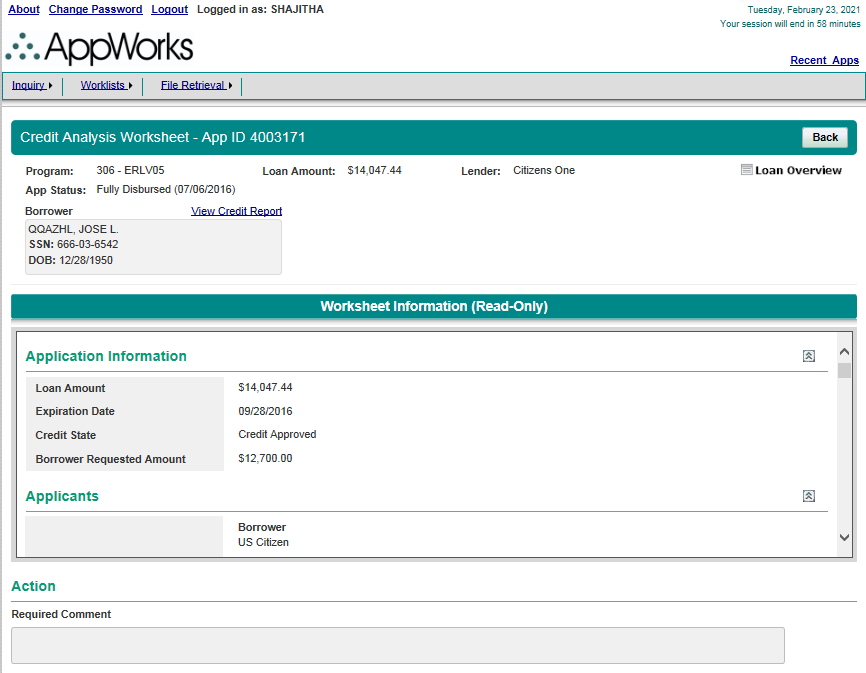 About Change Password Logout Logged in as: SHAJITHA
Tuesday, February 23, 2021
Your session will end in 58 minutes
AppWorks
Recent Apps
Inquiry Worklists File Retrieval
Credit Analysis Worksheet - App ID 4003171 Back
Program: 306 - ERLV05 Loan Amount: $14,047.44 Lender: Citizens One Loan Overview
App Status: Fully Disbursed (07/06/2016)
Borrower View Credit Report
QQAZHL, JOSE L.
SSN: 666-03-6542
DOB: 12/28/1950
Worksheet Information (Read-Only)
Application Information
Loan Amount $14,047.44
Expiration Date 09/28/2016
Credit State Credit Approved
Borrower Requested Amount $12,700.00
Applicants
Borrower
US Citizen
Action
Required Comment